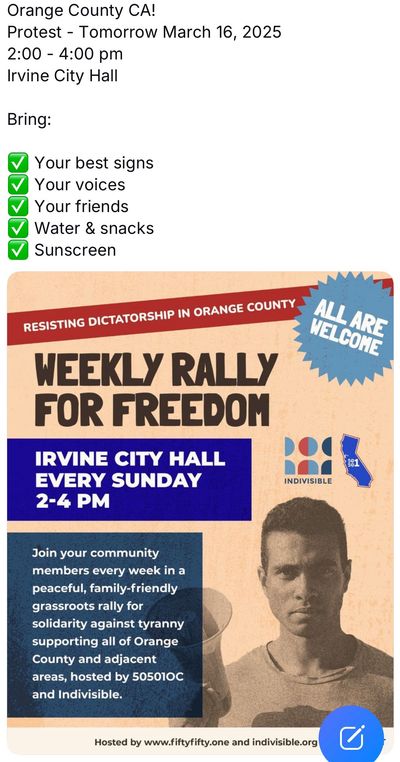 Orange County CA!
Protest - Tomorrow March 16, 2025
2:00 - 4:00 pm
Irvine City Hall
Bring:
✅ Your best signs
✅ Your voices
✅ Your friends
✅ Water & snacks
✅ Sunscreen
RESISTING DICTATORSHIP IN ORANGE COUNTY
ALL ARE
WELCOME
WEEKLY RALLY
FOR FREEDOM
IRVINE CITY HALL
EVERY SUNDAY
2-4 PM
INDIVISIBLE
50
501
Join your community
members every week in a
peaceful, family-friendly
grassroots rally for
solidarity against tyranny
supporting all of Orange
County and adjacent
areas, hosted by 50501OC
and Indivisible.
Hosted by www.fiftyfifty.one and indivisible.org